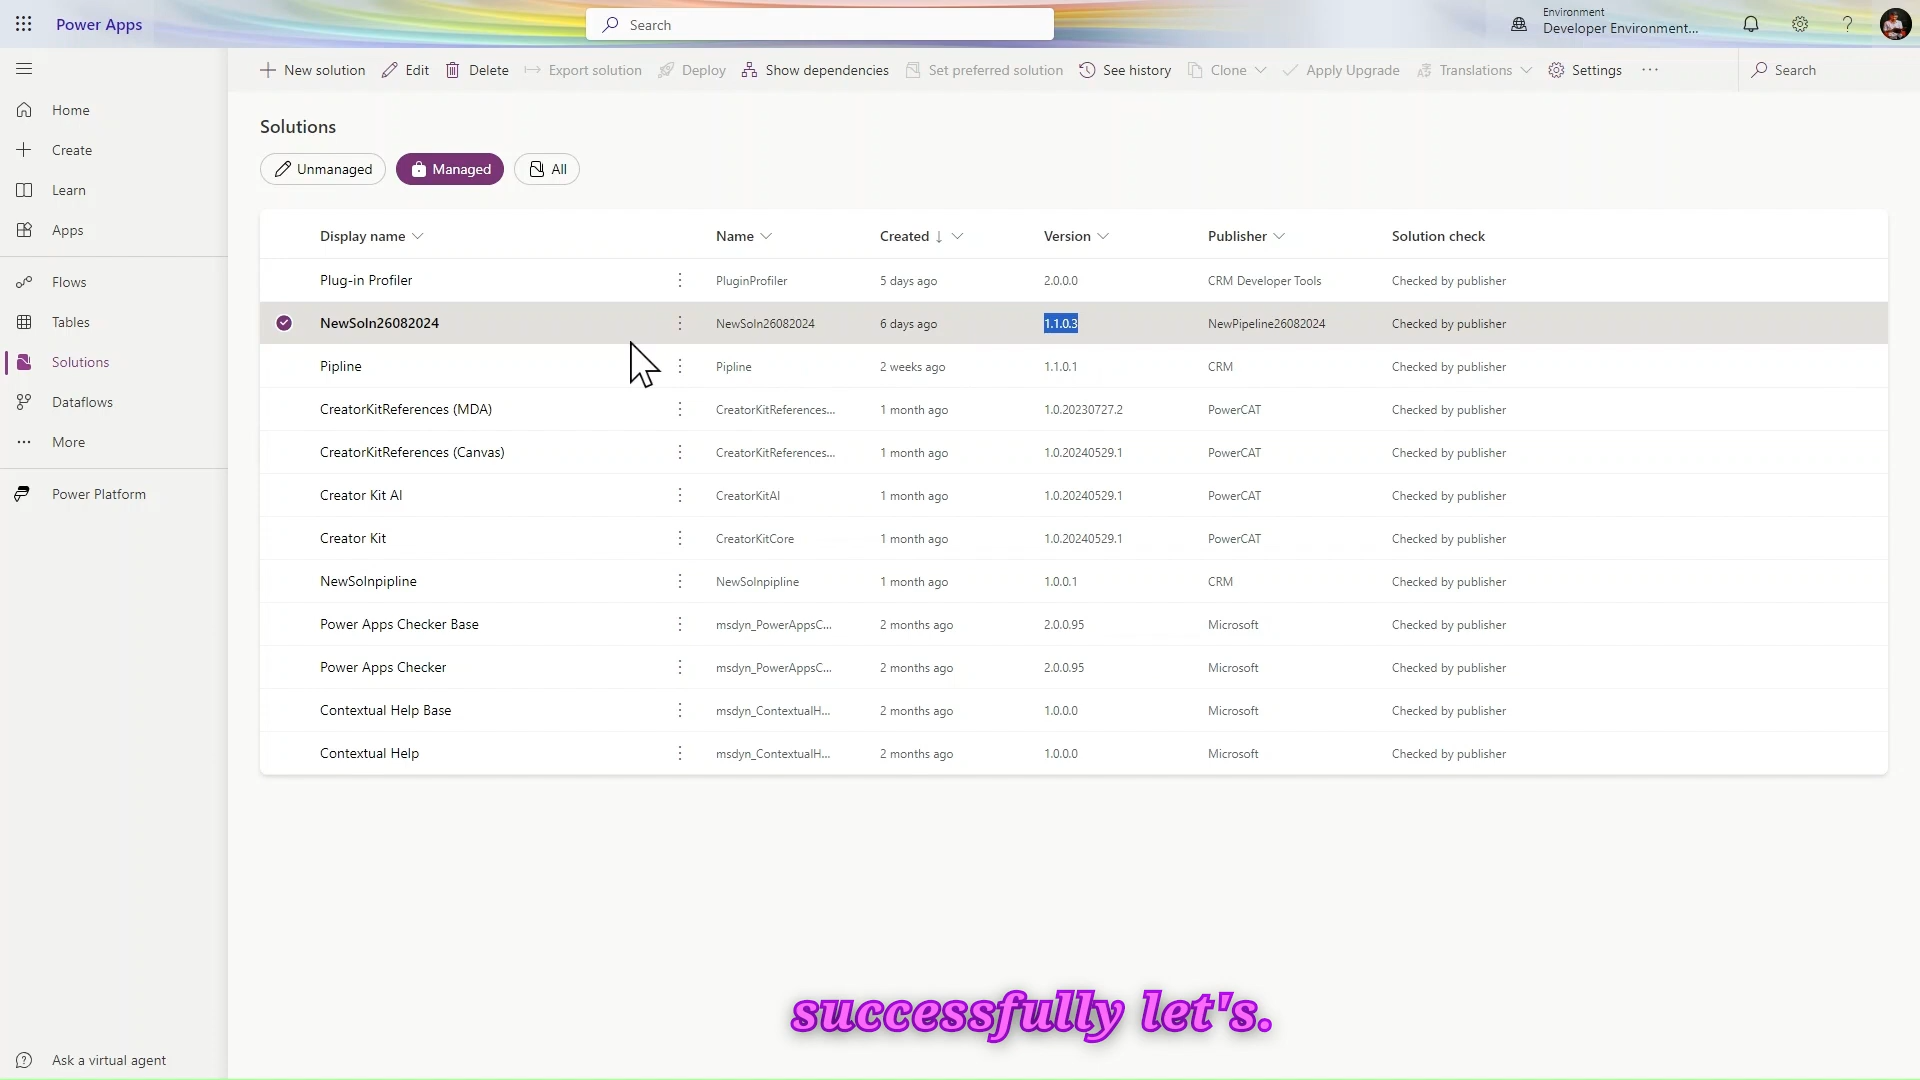 Power Apps
Search
Environment
Developer Environment...
?
New solution
Edit
Delete
Export solution
Deploy
Show dependencies
Set preferred solution
See history
Clone
Apply Upgrade
Translations
Settings
...
Search
Home
Create
Learn
Apps
Flows
Tables
Solutions
Dataflows
More
Power Platform
Ask a virtual agent
Solutions
Unmanaged
Managed
All
Display name Name Created ↓ Version Publisher Solution check
Plug-in Profiler PluginProfiler 5 days ago 2.0.0.0 CRM Developer Tools Checked by publisher
NewSoln26082024 NewSoln26082024 6 days ago 1.1.0.3 NewPipeline26082024 Checked by publisher
Pipline Pipline 2 weeks ago 1.1.0.1 CRM Checked by publisher
CreatorKitReferences (MDA) CreatorKitReferences... 1 month ago 1.0.20230727.2 PowerCAT Checked by publisher
CreatorKitReferences (Canvas) CreatorKitReferences... 1 month ago 1.0.20240529.1 PowerCAT Checked by publisher
Creator Kit AI CreatorKitAI 1 month ago 1.0.20240529.1 PowerCAT Checked by publisher
Creator Kit CreatorKitCore 1 month ago 1.0.20240529.1 PowerCAT Checked by publisher
NewSolnpipline NewSolnpipline 1 month ago 1.0.0.1 CRM Checked by publisher
Power Apps Checker Base msdyn_PowerAppsC... 2 months ago 2.0.0.95 Microsoft Checked by publisher
Power Apps Checker msdyn_PowerAppsC... 2 months ago 2.0.0.95 Microsoft Checked by publisher
Contextual Help Base msdyn_ContextualH... 2 months ago 1.0.0.0 Microsoft Checked by publisher
Contextual Help msdyn_ContextualH... 2 months ago 1.0.0.0 Microsoft Checked by publisher
successfully let's.